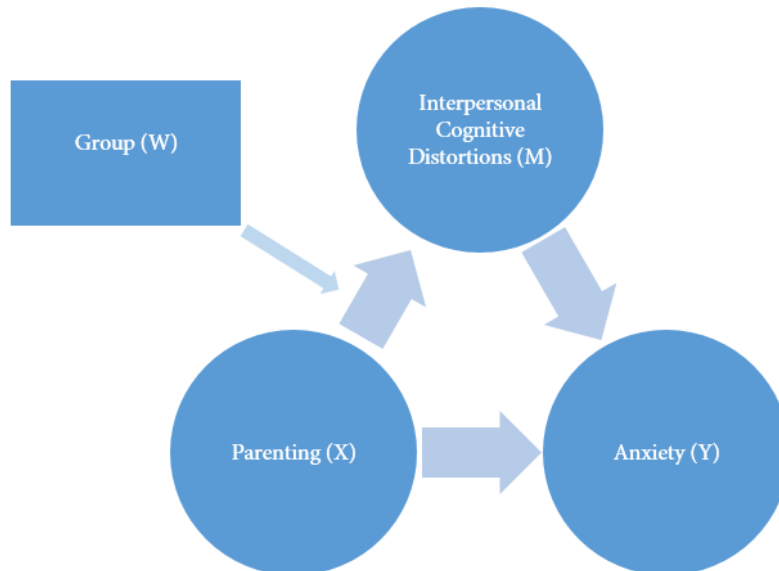 Interpersonal
Cognitive
Distortions (M)
Group (W)
Parenting (X)
Anxiety (Y)